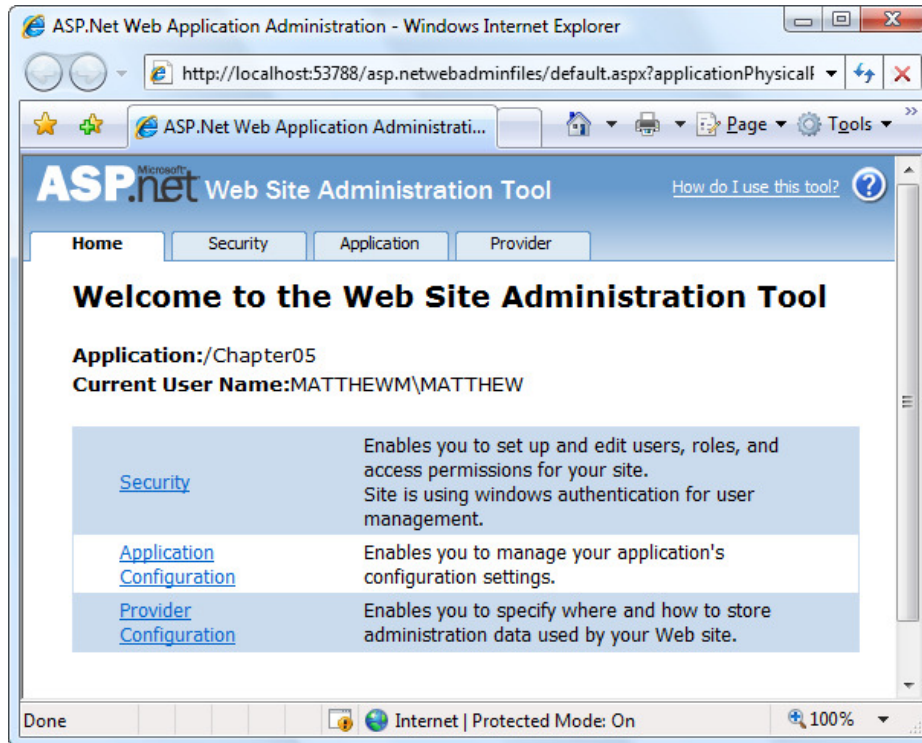 ASP.Net Web Application Administration - Windows Internet Explorer
http://localhost:53788/asp.netwebadminfiles/default.aspx?applicationPhysicalF
ASP.Net Web Application Administrati...
Page
Tools
»
Microsoft
ASP.net Web Site Administration Tool
How do I use this tool? ?
Home Security Application Provider
Welcome to the Web Site Administration Tool
Application:/Chapter05
Current User Name:MATTHEWM\MATTHEW
Security
Enables you to set up and edit users, roles, and
access permissions for your site.
Site is using windows authentication for user
management.
Application
Configuration
Enables you to manage your application's
configuration settings.
Provider
Configuration
Enables you to specify where and how to store
administration data used by your Web site.
Done
Internet | Protected Mode: On
100%